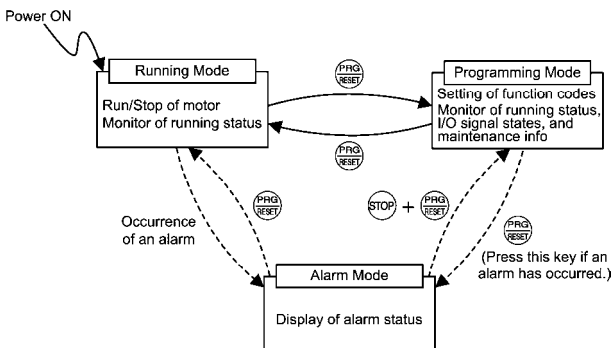 Power ON
Running Mode
Run/Stop of motor
Monitor of running status
PRG
RESET
PRG
RESET
Programming Mode
Setting of function codes
Monitor of running status,
I/O signal states, and
maintenance info
Occurrence
of an alarm
PRG
RESET
STOP + PRG
RESET
PRG
RESET
(Press this key if an
alarm has occurred.)
Alarm Mode
Display of alarm status